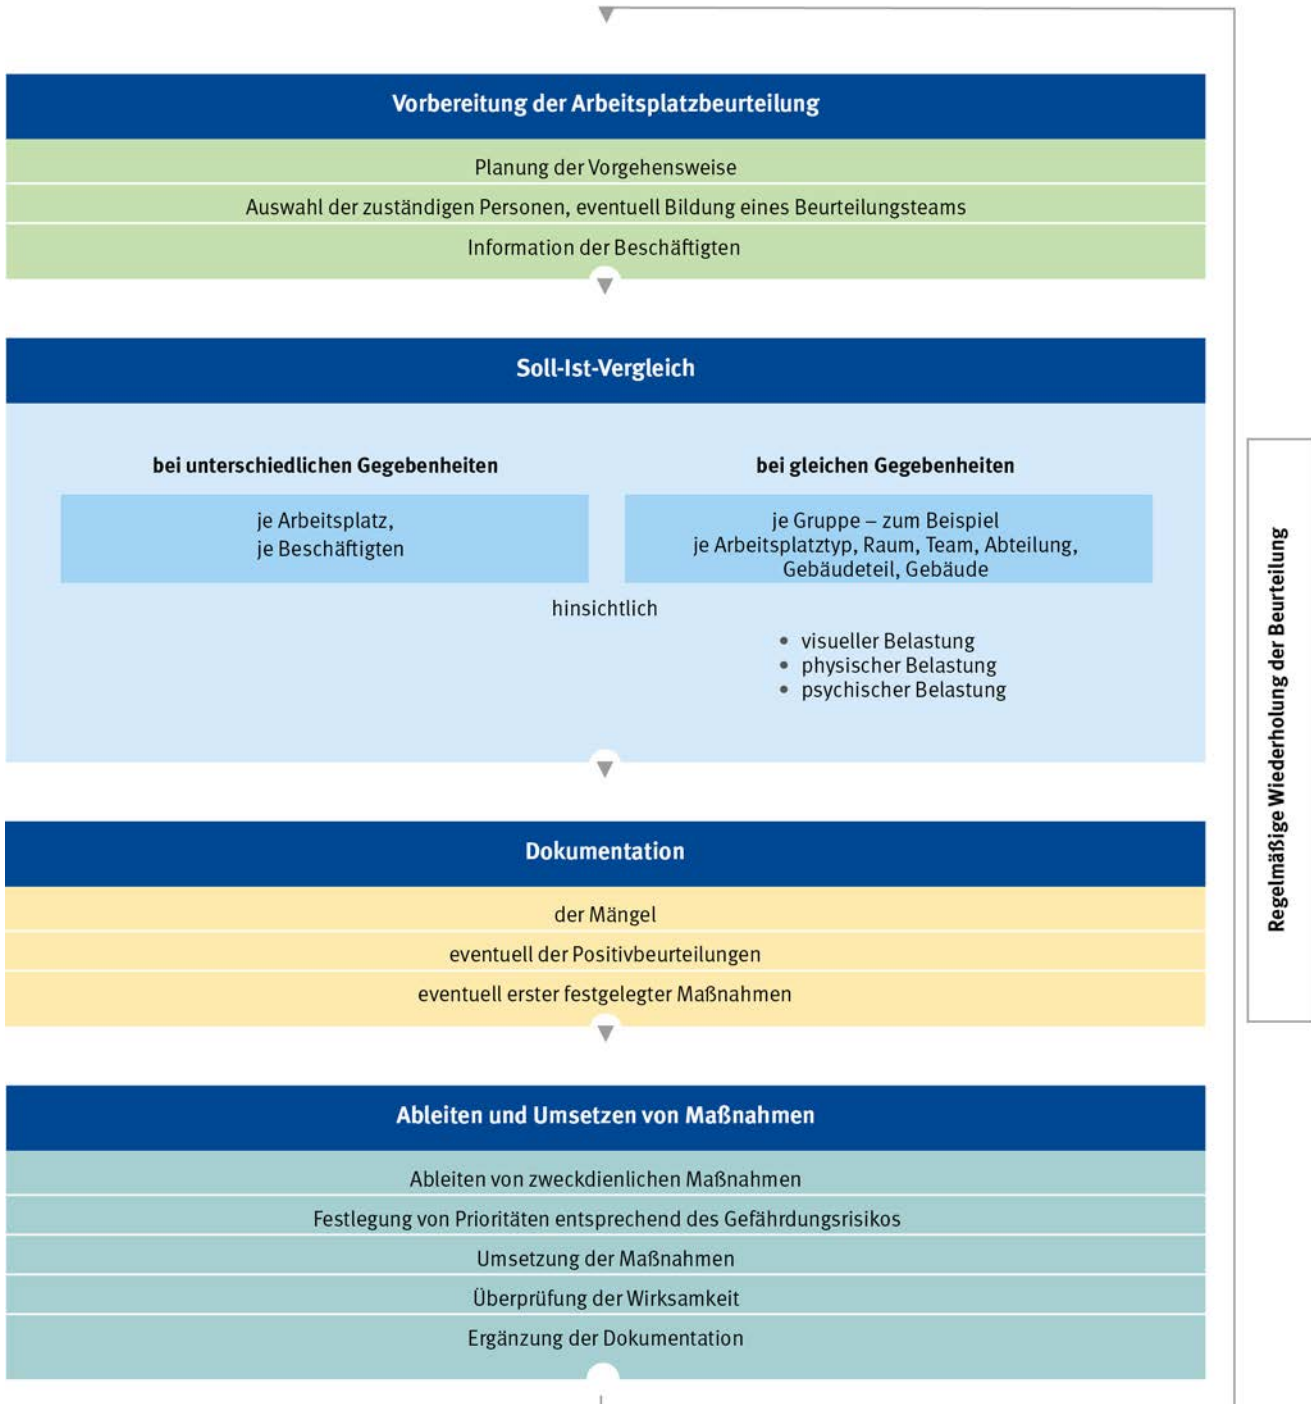 Vorbereitung der Arbeitsplatzbeurteilung
Planung der Vorgehensweise
Auswahl der zuständigen Personen, eventuell Bildung eines Beurteilungsteams
Information der Beschäftigten
Soll-Ist-Vergleich
bei unterschiedlichen Gegebenheiten
je Arbeitsplatz,
je Beschäftigten
bei gleichen Gegebenheiten
je Gruppe – zum Beispiel
je Arbeitsplatztyp, Raum, Team, Abteilung,
Gebäudeteil, Gebäude
hinsichtlich
• visueller Belastung
• physischer Belastung
• psychischer Belastung
Dokumentation
der Mängel
eventuell der Positivbeurteilungen
eventuell erster festgelegter Maßnahmen
Ableiten und Umsetzen von Maßnahmen
Ableiten von zweckdienlichen Maßnahmen
Festlegung von Prioritäten entsprechend des Gefährdungsrisikos
Umsetzung der Maßnahmen
Überprüfung der Wirksamkeit
Ergänzung der Dokumentation
Regelmäßige Wiederholung der Beurteilung